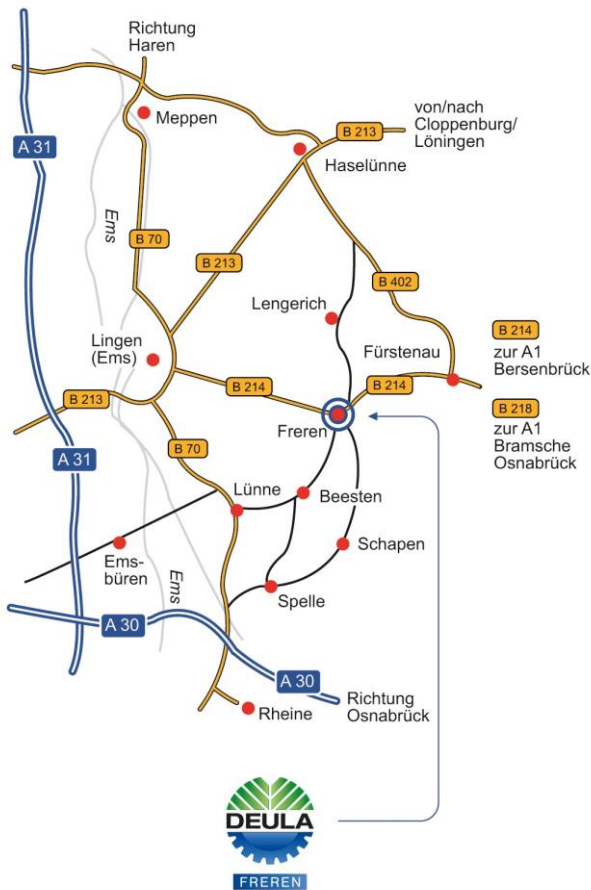 Richtung
Haren
Meppen
A 31
B 213
von/nach
Cloppenburg/
Löningen
Haselünne
Ems
B 70
B 213
B 402
Lengerich
Lingen
(Ems)
Fürstenau
B 214
zur A1
Bersenbrück
B 214
B 214
B 213
Freren
B 218
zur A1
Bramsche
Osnabrück
A 31
B 70
Lünne
Beesten
Schapen
Ems-
büren
Ems
Spelle
A 30
A 30
Richtung
Osnabrück
Rheine
DEULA
FREREN